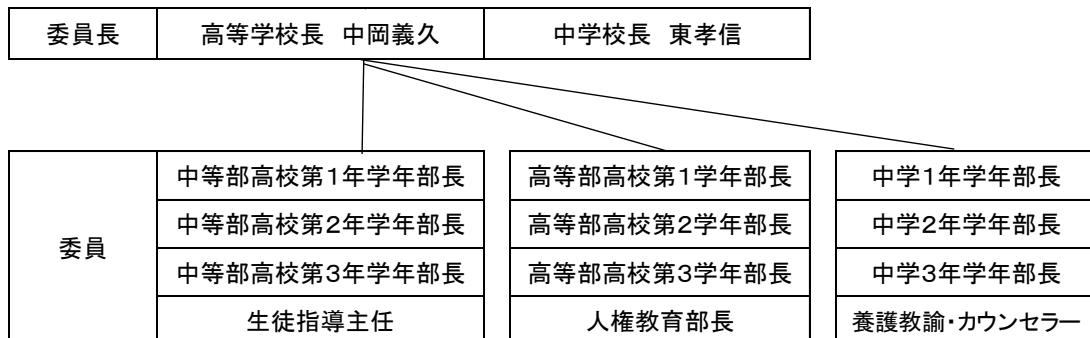 委員長 高等学校長 中岡義久 中学校長 東孝信
中等部高校第1年学年部長 高等部高校第1学年部長 中学1年学年部長
中等部高校第2年学年部長 高等部高校第2学年部長 中学2年学年部長
委員
中等部高校第3年学年部長 高等部高校第3学年部長 中学3年学年部長
生徒指導主任 人権教育部長 養護教諭・カウンセラー